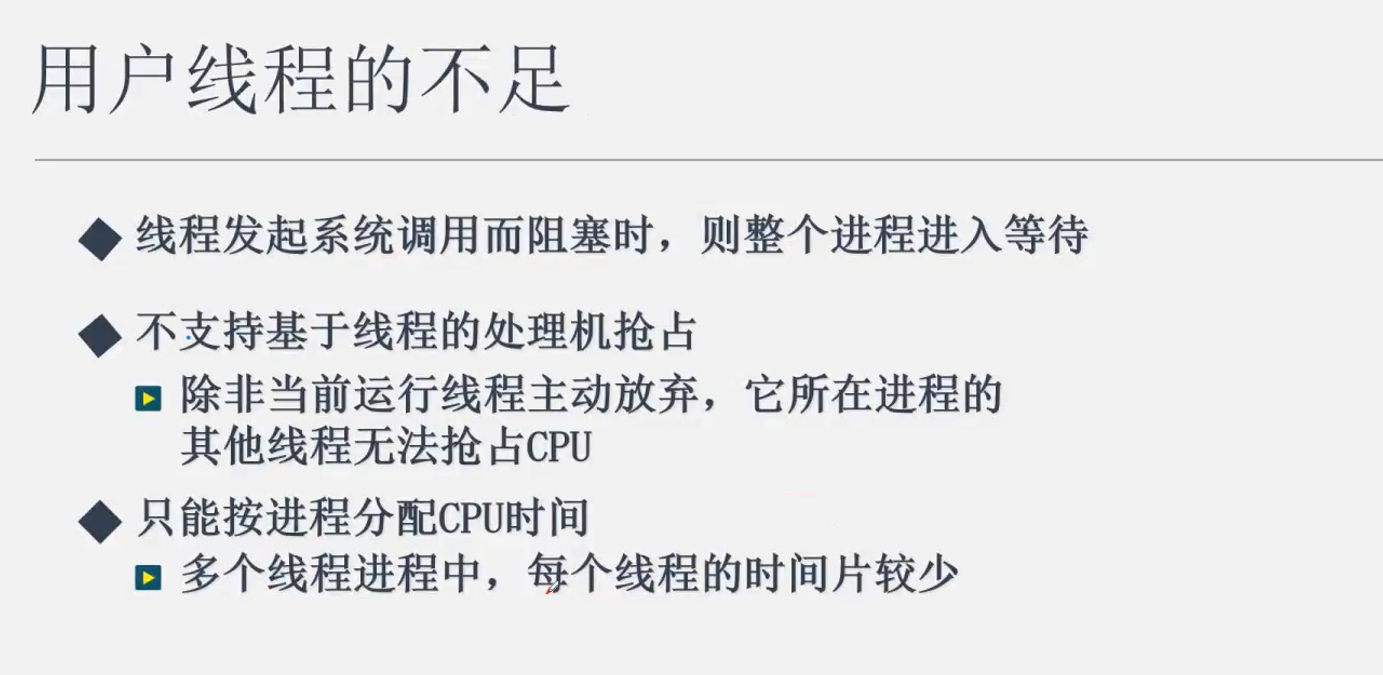 用户线程的不足
线程发起系统调用而阻塞时，则整个进程进入等待
不支持基于线程的处理机抢占
除非当前运行线程主动放弃，它所在进程的
其他线程无法抢占CPU
只能按进程分配CPU时间
多个线程进程中，每个线程的时间片较少